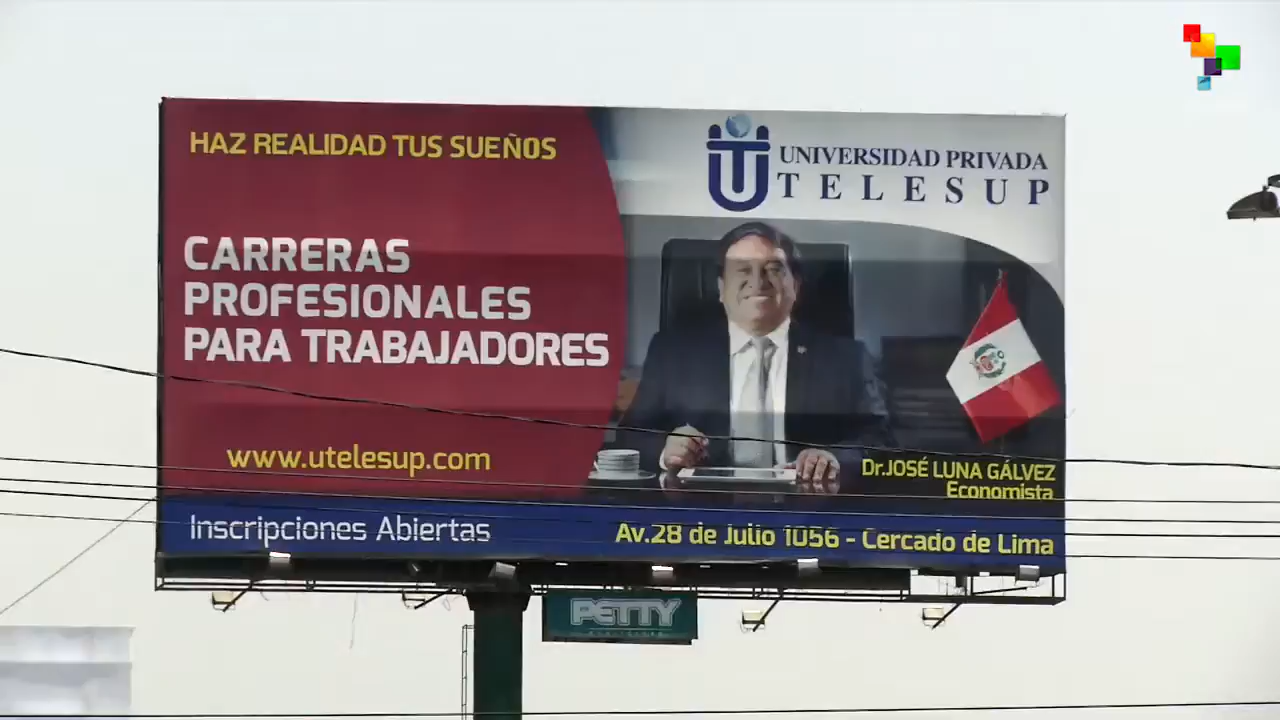 HAZ REALIDAD TUS SUEÑOS
UNIVERSIDAD PRIVADA
TELESUP
CARRERAS
PROFESIONALES
PARA TRABAJADORES
www.utelesup.com
Dr.JOSÉ LUNA GÁLVEZ
Economista
Inscripciones Abiertas
Av.28 de Julio 1056 - Cercado de Lima
PETTY